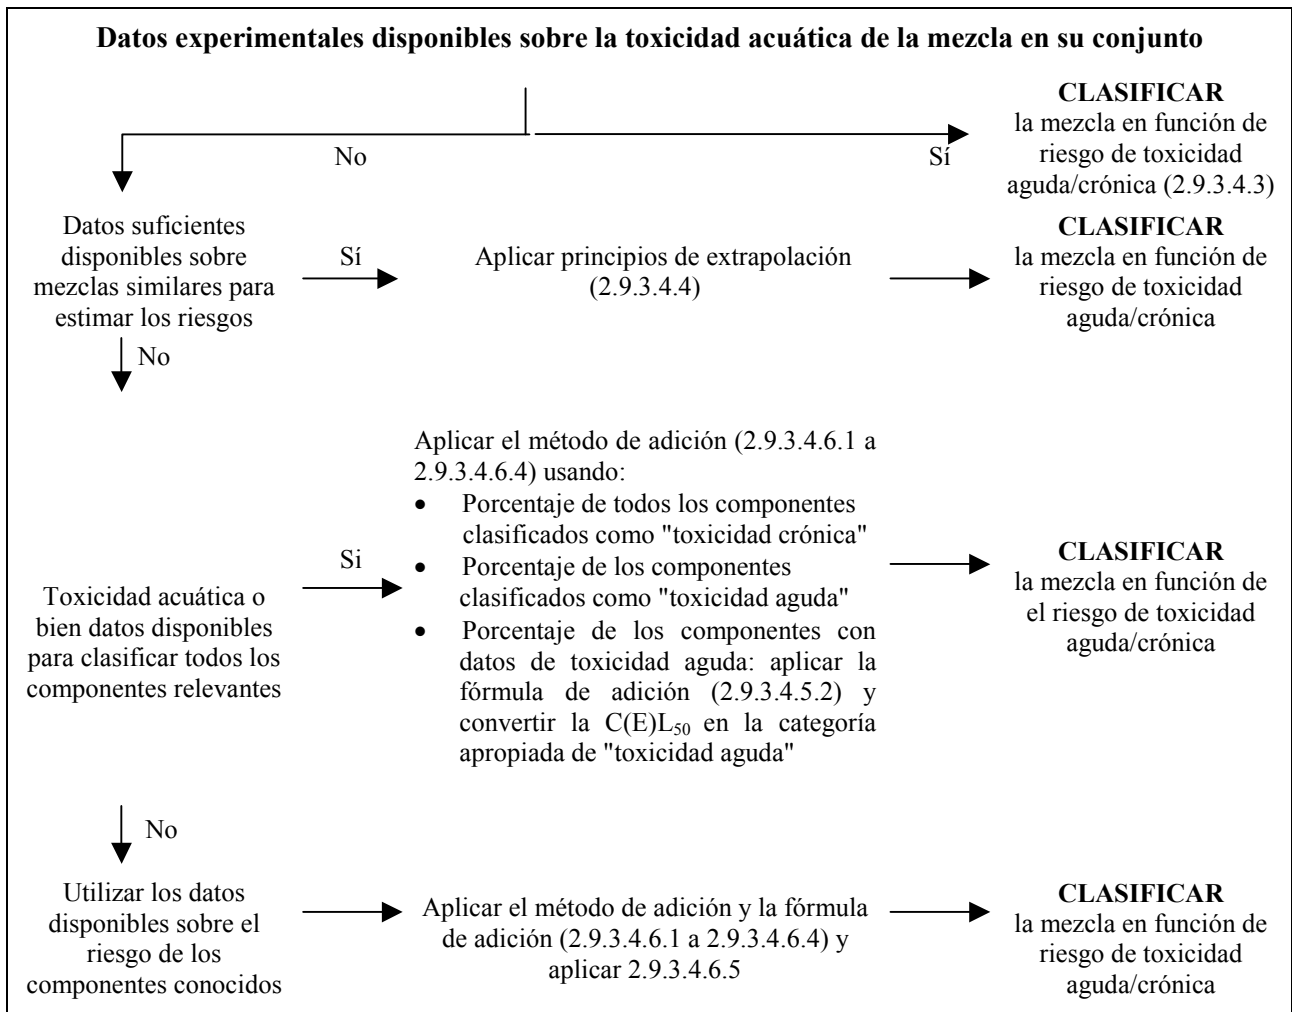 Datos experimentales disponibles sobre la toxicidad acuática de la mezcla en su conjunto
No
Sí
CLASIFICAR
la mezcla en función de
riesgo de toxicidad
aguda/crónica (2.9.3.4.3)
Datos suficientes
disponibles sobre
mezclas similares para
estimar los riesgos
Sí
Aplicar principios de extrapolación
(2.9.3.4.4)
CLASIFICAR
la mezcla en función de
riesgo de toxicidad
aguda/crónica
No
Toxicidad acuática o
bien datos disponibles
para clasificar todos los
componentes relevantes
Si
Aplicar el método de adición (2.9.3.4.6.1 a
2.9.3.4.6.4) usando:
• Porcentaje de todos los componentes
clasificados como "toxicidad crónica"
• Porcentaje de los componentes
clasificados como "toxicidad aguda"
• Porcentaje de los componentes con
datos de toxicidad aguda: aplicar la
fórmula de adición (2.9.3.4.5.2) y
convertir la C(E)L50 en la categoría
apropiada de "toxicidad aguda"
CLASIFICAR
la mezcla en función de
el riesgo de toxicidad
aguda/crónica
No
Utilizar los datos
disponibles sobre el
riesgo de los
componentes conocidos
Aplicar el método de adición y la fórmula
de adición (2.9.3.4.6.1 a 2.9.3.4.6.4) y
aplicar 2.9.3.4.6.5
CLASIFICAR
la mezcla en función de
riesgo de toxicidad
aguda/crónica